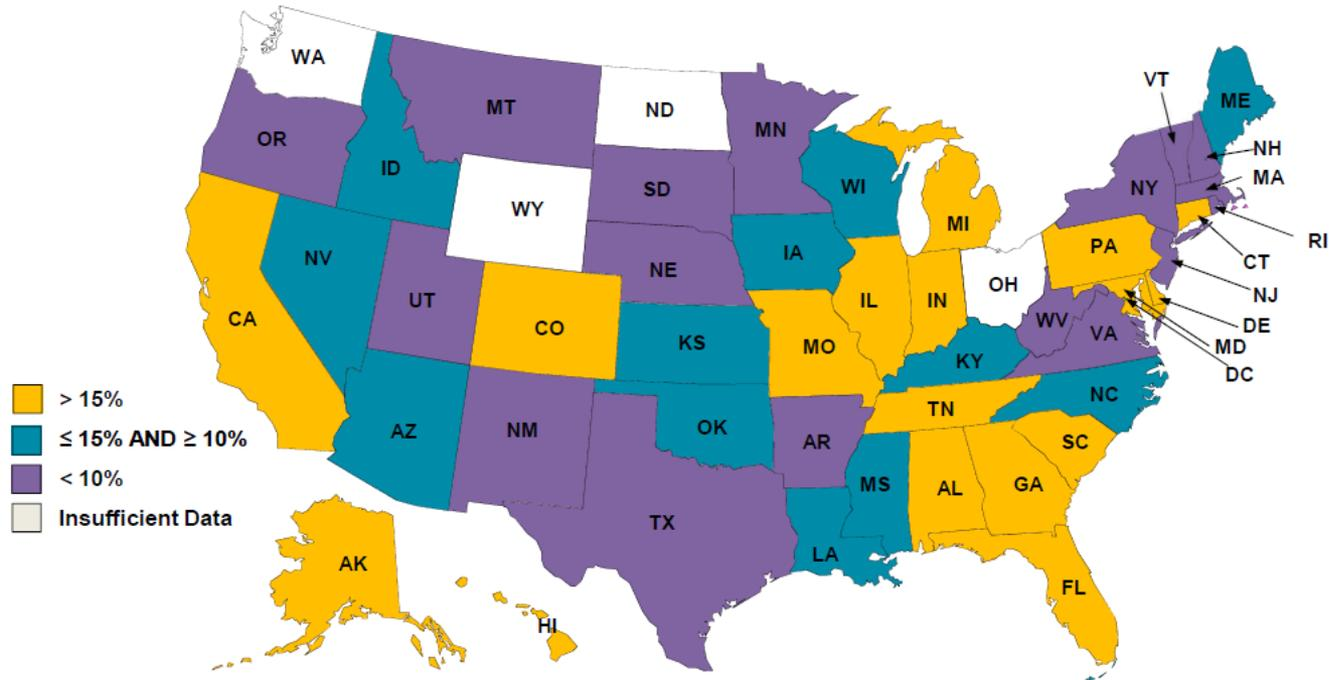 WA
MT
ND
MN
VT
ME
OR
ID
WI
NH
MA
SD
WY
NY
MI
RI
NV
IA
PA
CT
NE
UT
OH
NJ
IL
IN
CA
CO
WV
VA
DE
KS
MO
KY
MD
DC
> 15%
TN
NC
AZ
NM
OK
AR
SC
≤ 15% AND ≥ 10%
< 10%
MS
AL
GA
Insufficient Data
TX
LA
AK
FL
HI